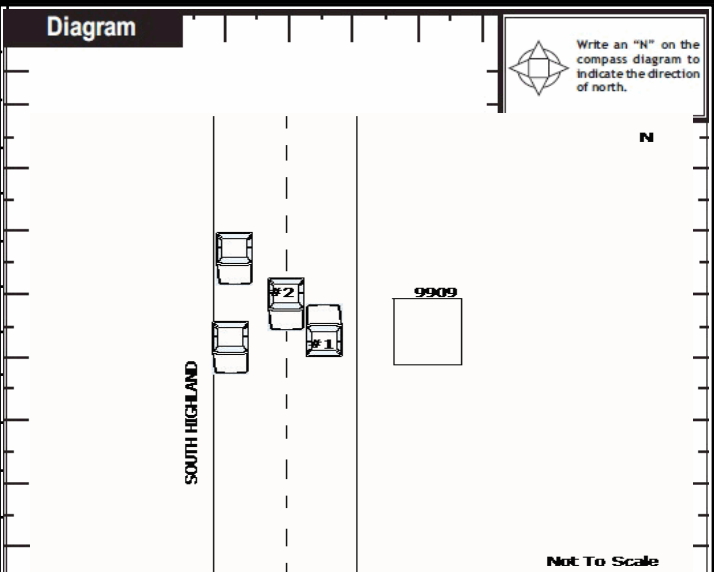 Diagram
Write an "N" on the
compass diagram to
indicate the direction
of north.
N
#2
9909
#1
SOUTH HIGHLAND
Not To Scale